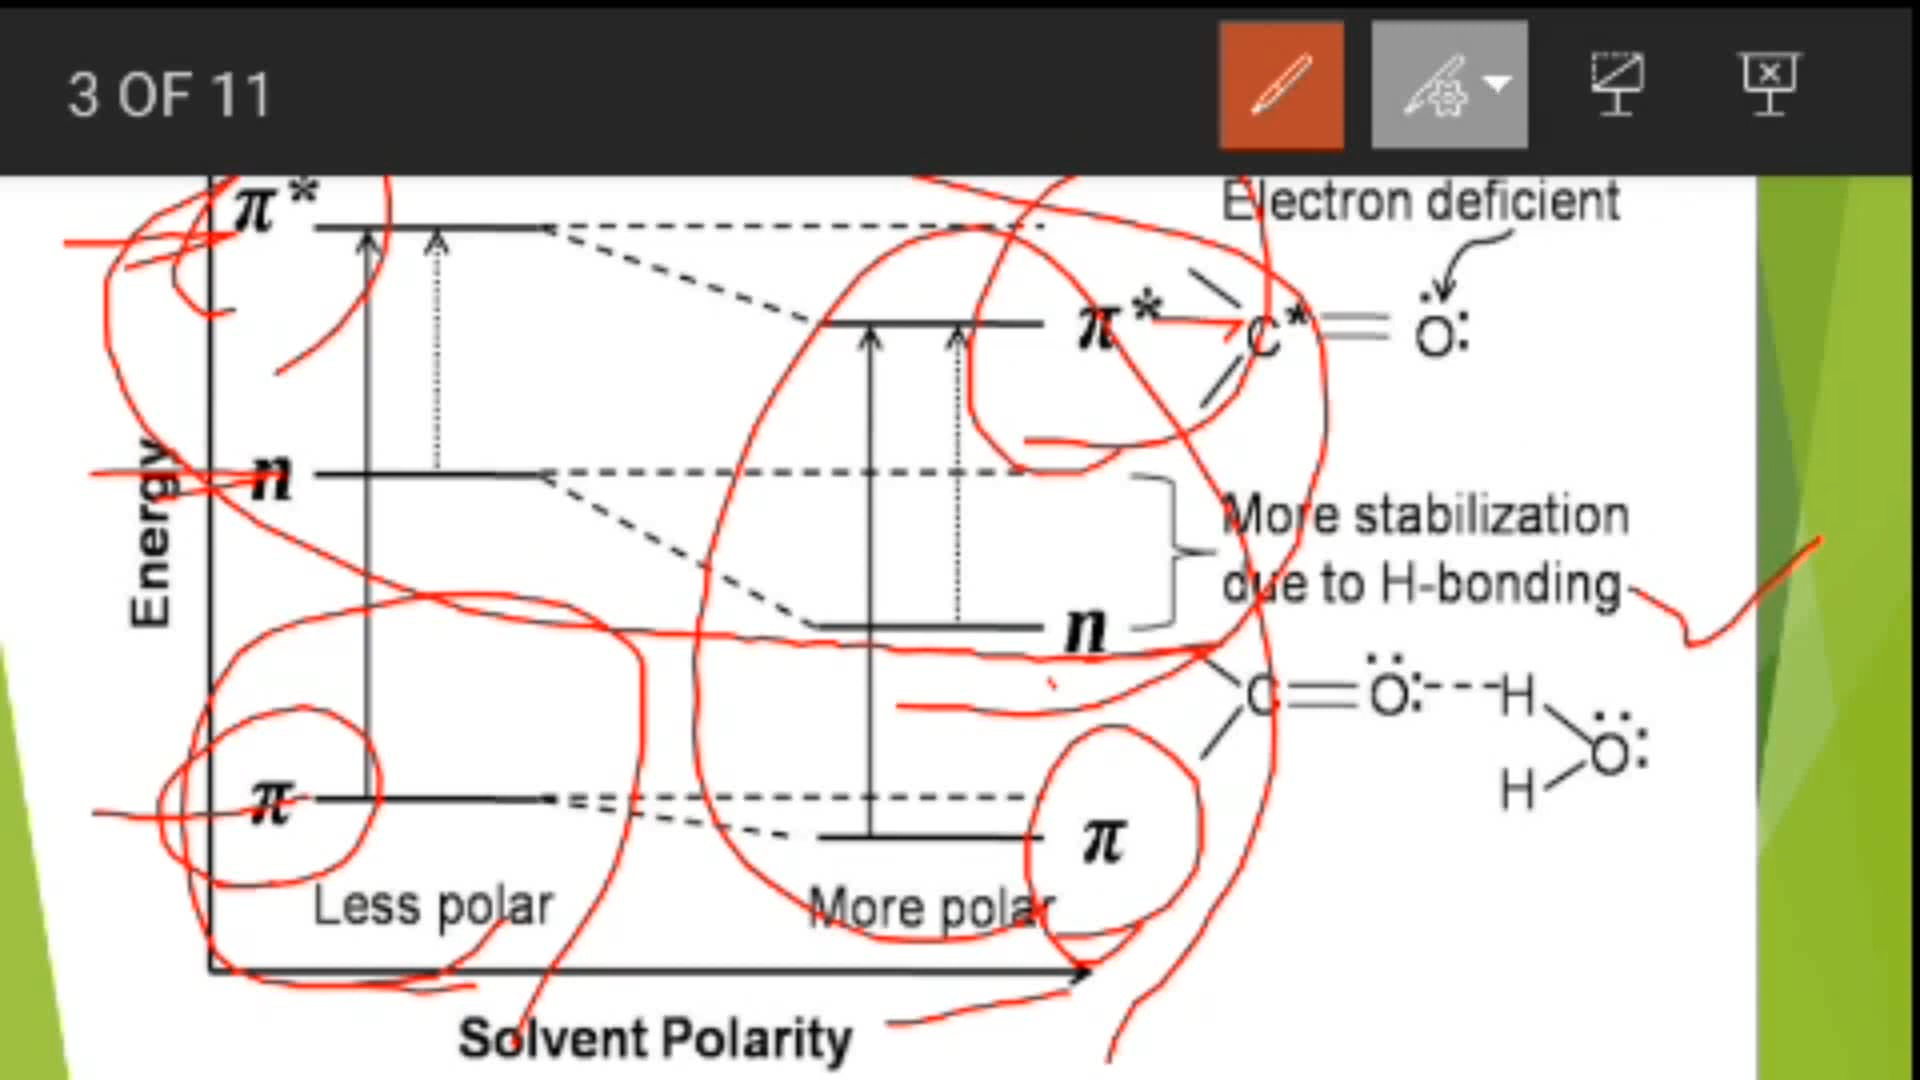 3 OF 11
Electron deficient
π*
π* C* = O:
n
More stabilization
due to H-bonding
n
C = O: --- H
O:
H
π
π
Less polar
More polar
Energy
Solvent Polarity